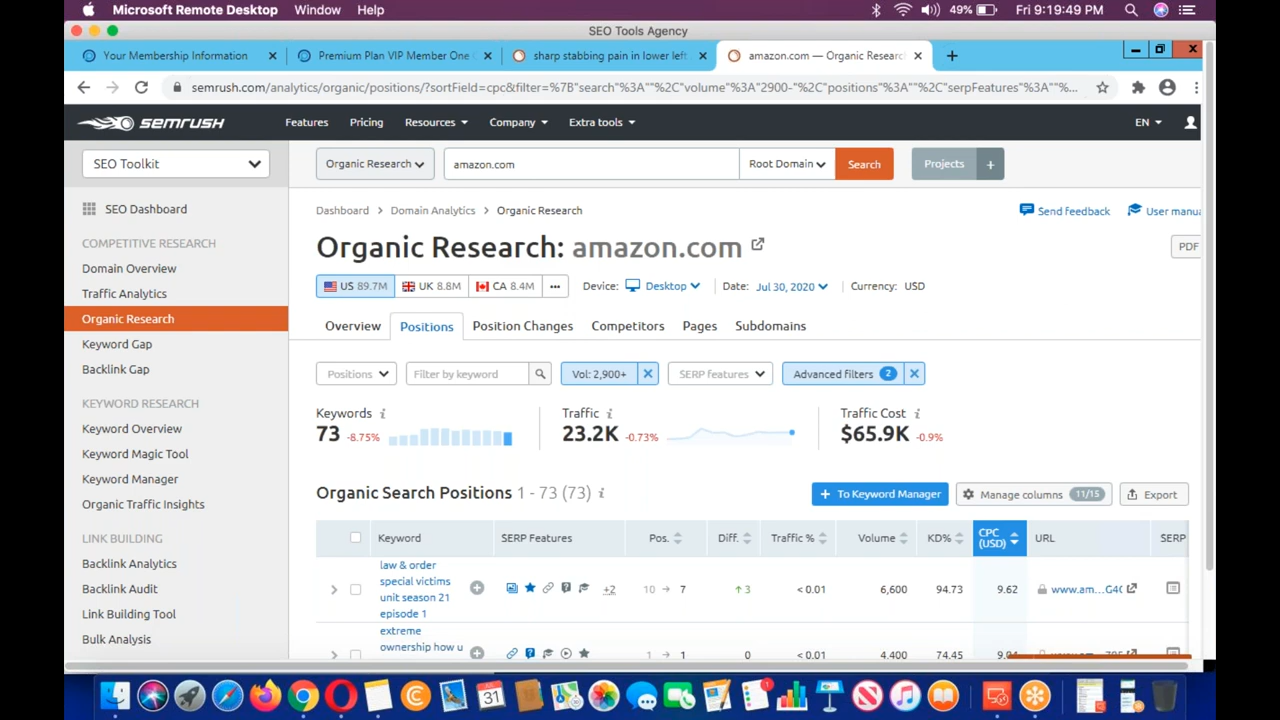 Microsoft Remote Desktop Window Help 49% Fri 9:19:49 PM
SEO Tools Agency
Your Membership Information
Premium Plan VIP Member One
sharp stabbing pain in lower left
amazon.com — Organic Research
semrush.com/analytics/organic/positions/?sortField=cpc&filter=%7B"search"%3A""%2C"volume"%3A"2900-"%2C"positions"%3A""%2C"serpFeatures"%3A""%...
SEMRUSH Features Pricing Resources Company Extra tools EN
SEO Toolkit
Organic Research amazon.com Root Domain Search Projects +
SEO Dashboard
COMPETITIVE RESEARCH
Domain Overview
Traffic Analytics
Organic Research
Keyword Gap
Backlink Gap
KEYWORD RESEARCH
Keyword Overview
Keyword Magic Tool
Keyword Manager
Organic Traffic Insights
LINK BUILDING
Backlink Analytics
Backlink Audit
Link Building Tool
Bulk Analysis
Dashboard > Domain Analytics > Organic Research
Send feedback User manua
Organic Research: amazon.com
PDF
US 89.7M UK 8.8M CA 8.4M ... Device: Desktop Date: Jul 30, 2020 Currency: USD
Overview Positions Position Changes Competitors Pages Subdomains
Positions Filter by keyword Vol: 2,900+ SERP features Advanced filters 2
Keywords Traffic Traffic Cost
73 -8.75% 23.2K -0.73% $65.9K -0.9%
Organic Search Positions 1 - 73 (73)
+ To Keyword Manager Manage columns 11/15 Export
Keyword SERP Features Pos. Diff. Traffic % Volume KD% CPC (USD) URL SERP
law & order
special victims
unit season 21
episode 1
+2 10 → 7 ↑ 3 < 0.01 6,600 94.73 9.62 www.am...G4(
extreme
ownership how u
1 → 1 0 < 0.01 4,400 74.45
31
1